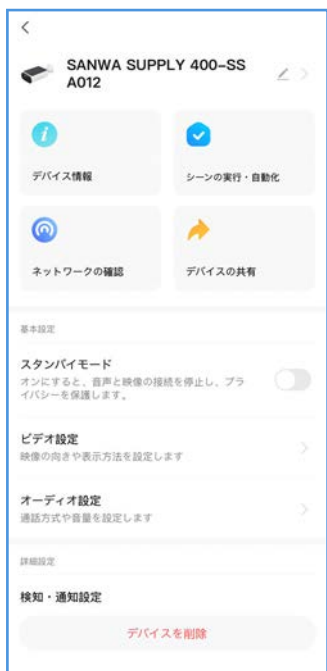 SANWA SUPPLY 400-SS
A012
デバイス情報
シーンの実行・自動化
ネットワークの確認
デバイスの共有
基本設定
スタンバイモード
オンにすると、音声と映像の接続を停止し、プラ
イバシーを保護します。
ビデオ設定
映像の向きや表示方法を設定します
オーディオ設定
通話方式や音量を設定します
詳細設定
検知・通知設定
デバイスを削除